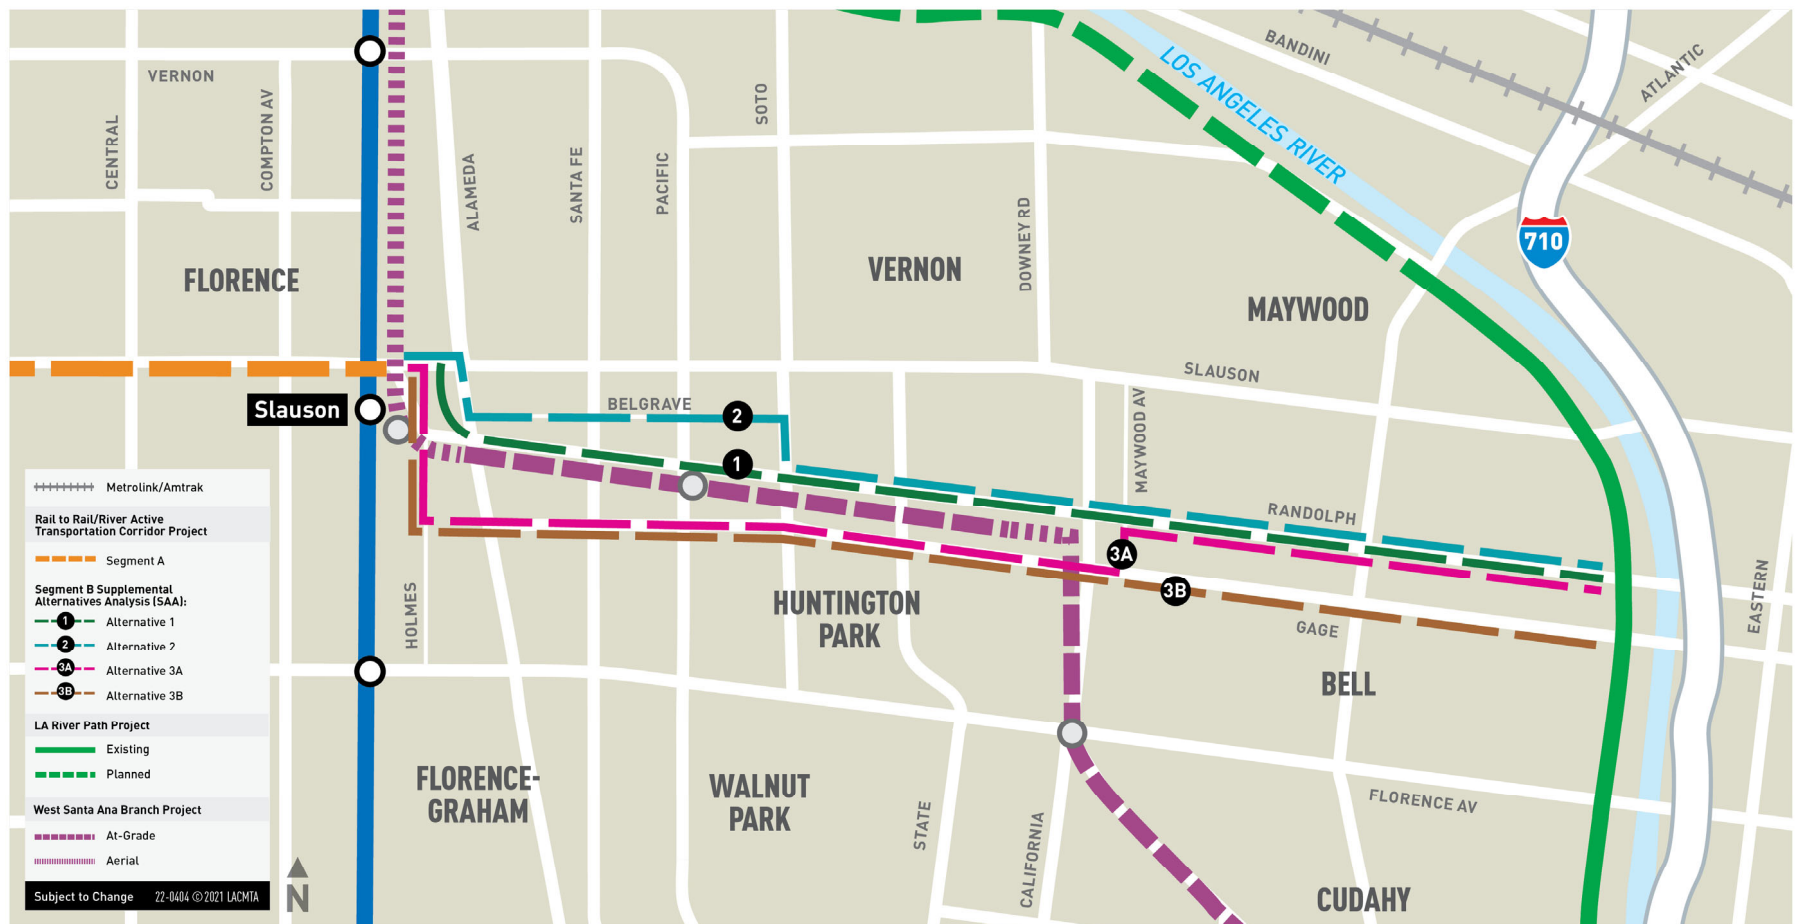 BANDINI
ATLANTIC
LOS ANGELES RIVER
VERNON
SOTO
CENTRAL
COMPTON AV
ALAMEDA
SANTA FE
PACIFIC
DOWNEY RD
710
FLORENCE
VERNON
MAYWOOD
SLAUSON
Slauson
BELGRAVE
2
1
MAYWOOD AV
RANDOLPH
3A
3B
HOLMES
HUNTINGTON
PARK
GAGE
EASTERN
BELL
FLORENCE-
GRAHAM
WALNUT
PARK
STATE
CALIFORNIA
FLORENCE AV
CUDAHY
Metrolink/Amtrak
Rail to Rail/River Active
Transportation Corridor Project
Segment A
Segment B Supplemental
Alternatives Analysis (SAA):
1 Alternative 1
2 Alternative 2
3A Alternative 3A
3B Alternative 3B
LA River Path Project
Existing
Planned
West Santa Ana Branch Project
At-Grade
Aerial
Subject to Change 22-0404 ©2021 LACMTA
N